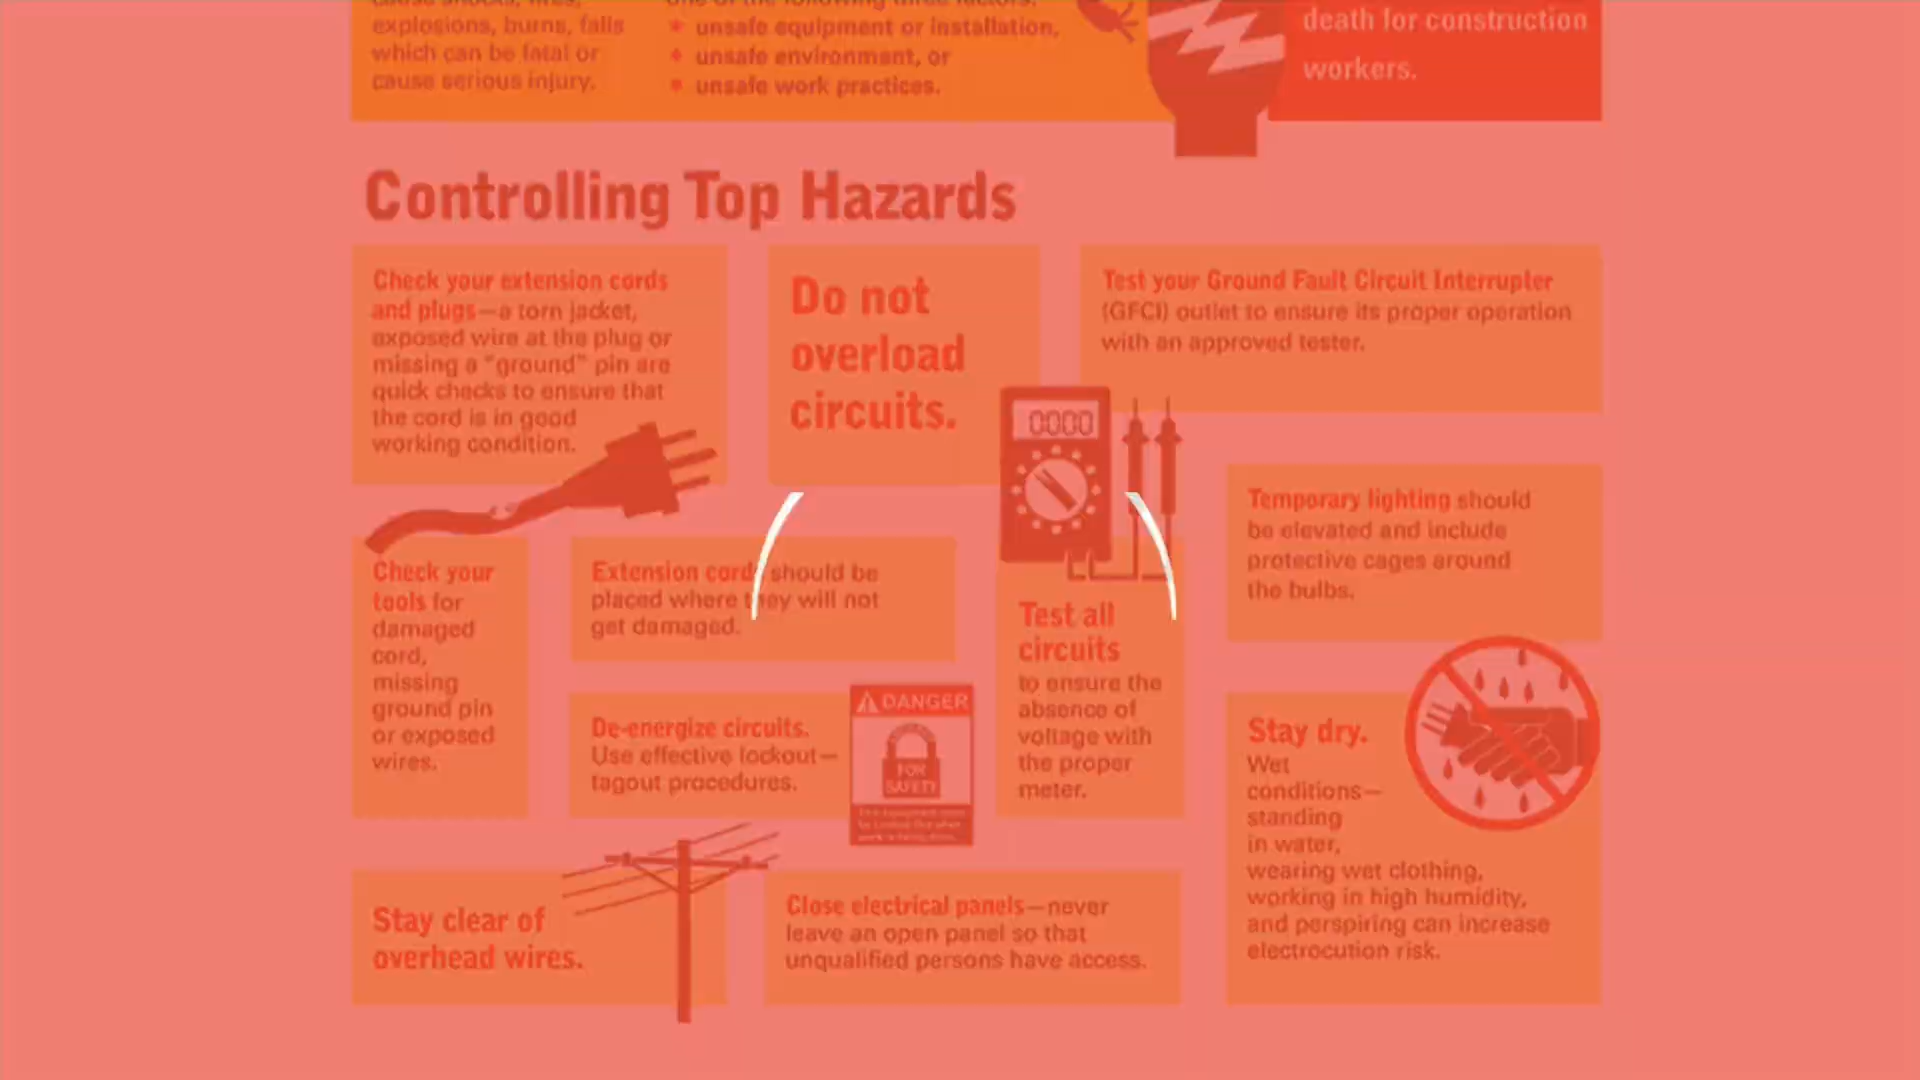 explosions, burns, falls
which can be fatal or
cause serious injury.
unsafe equipment or installation,
unsafe environment, or
unsafe work practices.
death for construction
workers.
Controlling Top Hazards
Check your extension cords
and plugs—a torn jacket,
exposed wire at the plug or
missing a "ground" pin are
quick checks to ensure that
the cord is in good
working condition.
Do not
overload
circuits.
Test your Ground Fault Circuit Interrupter
(GFCI) outlet to ensure its proper operation
with an approved tester.
0000
Temporary lighting should
be elevated and include
protective cages around
the bulbs.
Check your
tools for
damaged
cord,
missing
ground pin
or exposed
wires.
Extension cords should be
placed where they will not
get damaged.
Test all
circuits
to ensure the
absence of
voltage with
the proper
meter.
De-energize circuits.
Use effective lockout—
tagout procedures.
DANGER
FOR
SAFETY
Stay dry.
Wet
conditions—
standing
in water,
wearing wet clothing,
working in high humidity,
and perspiring can increase
electrocution risk.
Stay clear of
overhead wires.
Close electrical panels—never
leave an open panel so that
unqualified persons have access.